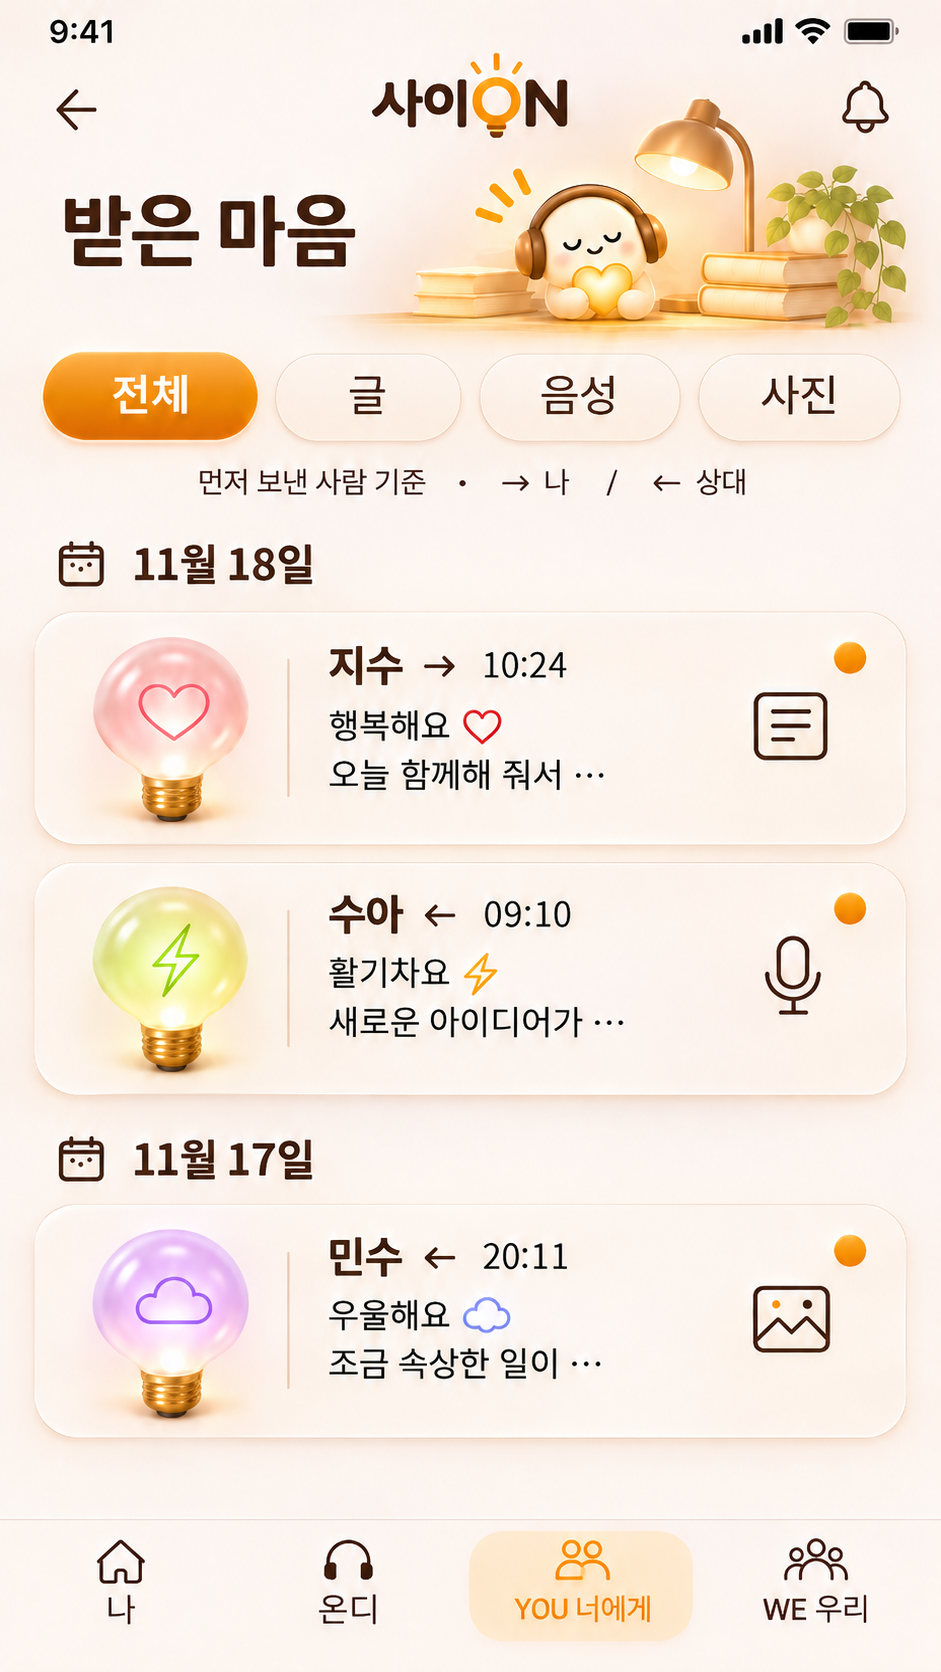 9:41
사이ON
받은 마음
전체 글 음성 사진
먼저 보낸 사람 기준 • → 나 / ← 상대
11월 18일
지수 → 10:24
행복해요
오늘 함께해 줘서 ···
수아 ← 09:10
활기차요
새로운 아이디어가 ···
11월 17일
민수 ← 20:11
우울해요
조금 속상한 일이 ···
나 온디 YOU 너에게 WE 우리